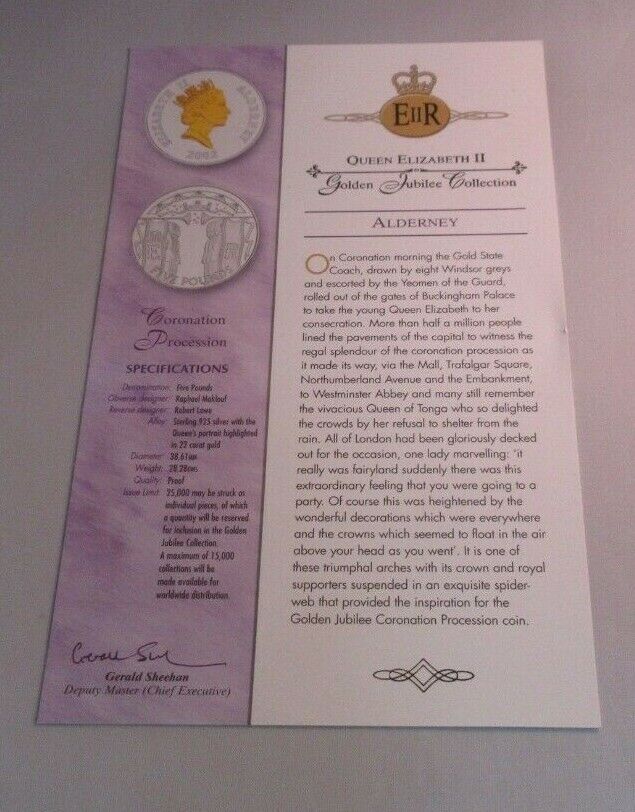 ELIZABETH II ALDERNEY
2002
FIVE POUNDS
Coronation
Procession
SPECIFICATIONS
Denomination: Five Pounds
Obverse designer: Raphael Maklouf
Reverse designer: Robert Lowe
Alloy: Sterling .925 silver with the
Queen's portrait highlighted
in 22 carat gold
Diameter: 38.61mm
Weight: 28.28gms
Quality: Proof
Issue Limit: 25,000 may be struck as
individual pieces, of which
a quantity will be reserved
for inclusion in the Golden
Jubilee Collection.
A maximum of 15,000
collections will be
made available for
worldwide distribution.
Gerald Sheehan
Deputy Master (Chief Executive)
EIIR
QUEEN ELIZABETH II
Golden Jubilee Collection
ALDERNEY
On Coronation morning the Gold State
Coach, drawn by eight Windsor greys
and escorted by the Yeomen of the Guard,
rolled out of the gates of Buckingham Palace
to take the young Queen Elizabeth to her
consecration. More than half a million people
lined the pavements of the capital to witness the
regal splendour of the coronation procession as
it made its way, via the Mall, Trafalgar Square,
Northumberland Avenue and the Embankment,
to Westminster Abbey and many still remember
the vivacious Queen of Tonga who so delighted
the crowds by her refusal to shelter from the
rain. All of London had been gloriously decked
out for the occasion, one lady marvelling: 'it
really was fairyland suddenly there was this
extraordinary feeling that you were going to a
party. Of course this was heightened by the
wonderful decorations which were everywhere
and the crowns which seemed to float in the air
above your head as you went'. It is one of
these triumphal arches with its crown and royal
supporters suspended in an exquisite spider-
web that provided the inspiration for the
Golden Jubilee Coronation Procession coin.